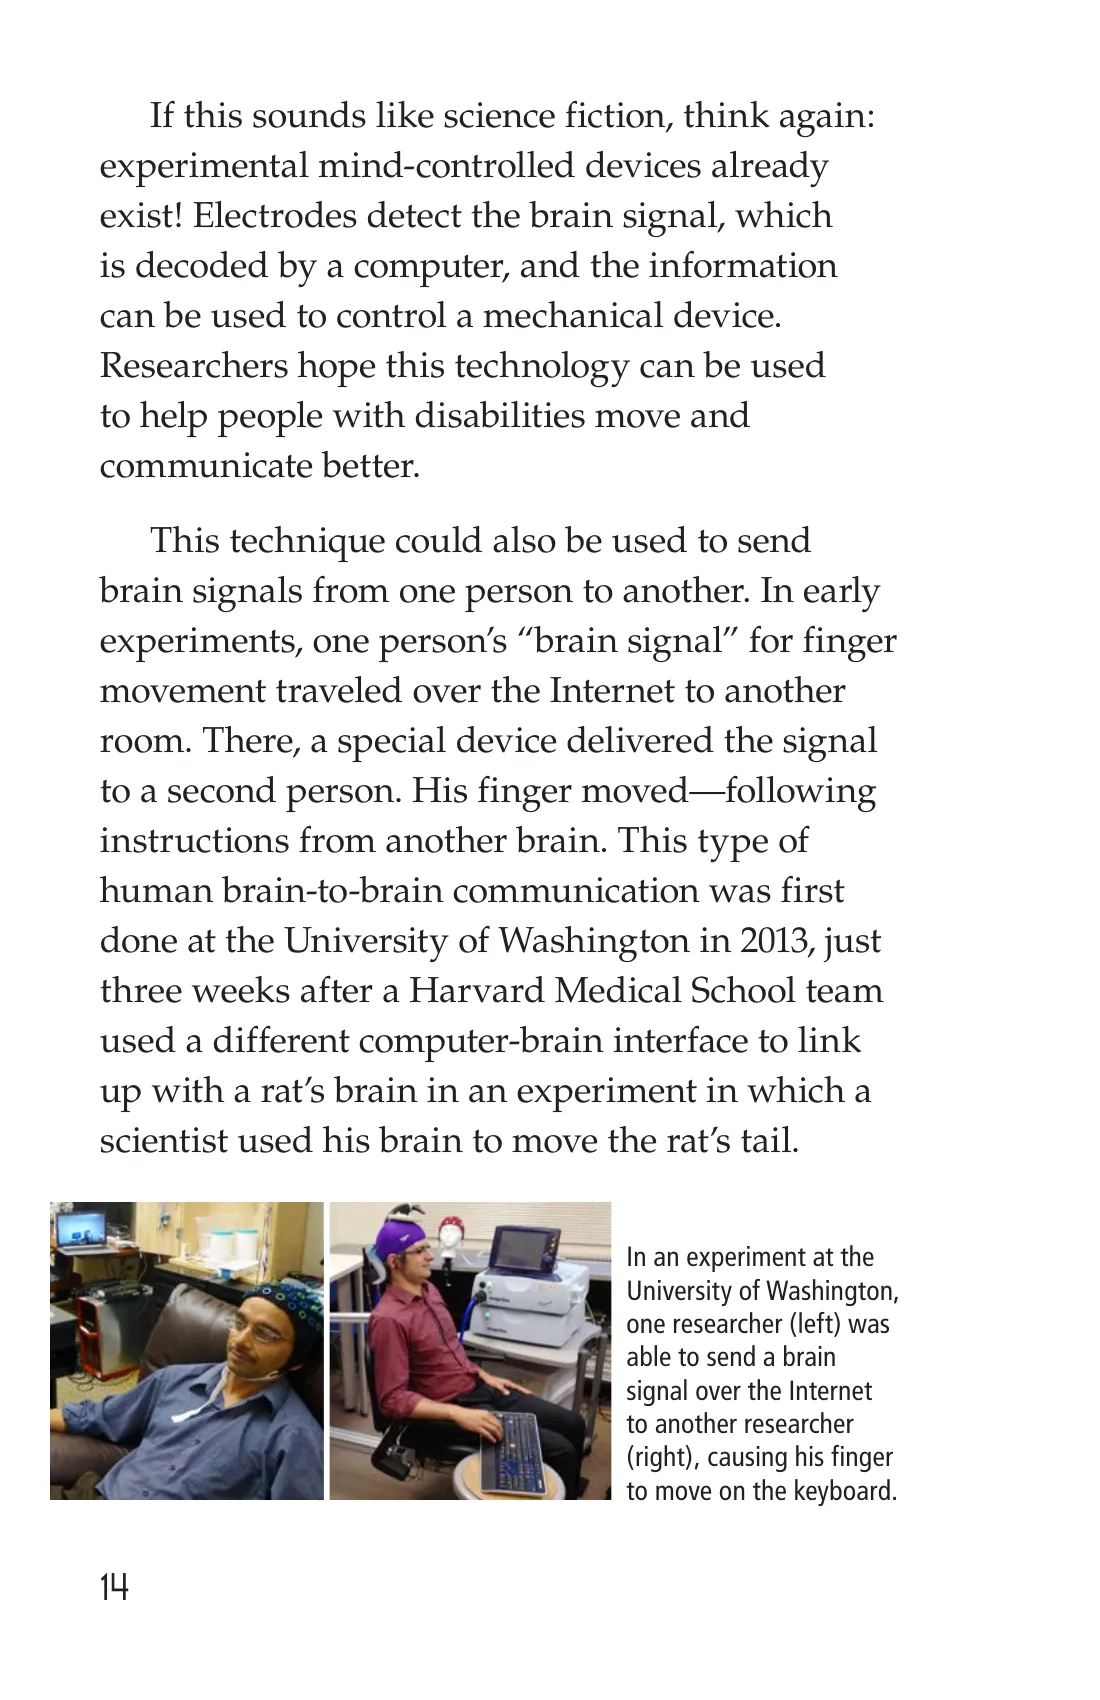 If this sounds like science fiction, think again:
experimental mind-controlled devices already
exist! Electrodes detect the brain signal, which
is decoded by a computer, and the information
can be used to control a mechanical device.
Researchers hope this technology can be used
to help people with disabilities move and
communicate better.
This technique could also be used to send
brain signals from one person to another. In early
experiments, one person’s “brain signal” for finger
movement traveled over the Internet to another
room. There, a special device delivered the signal
to a second person. His finger moved—following
instructions from another brain. This type of
human brain-to-brain communication was first
done at the University of Washington in 2013, just
three weeks after a Harvard Medical School team
used a different computer-brain interface to link
up with a rat’s brain in an experiment in which a
scientist used his brain to move the rat’s tail.
In an experiment at the
University of Washington,
one researcher (left) was
able to send a brain
signal over the Internet
to another researcher
(right), causing his finger
to move on the keyboard.
14